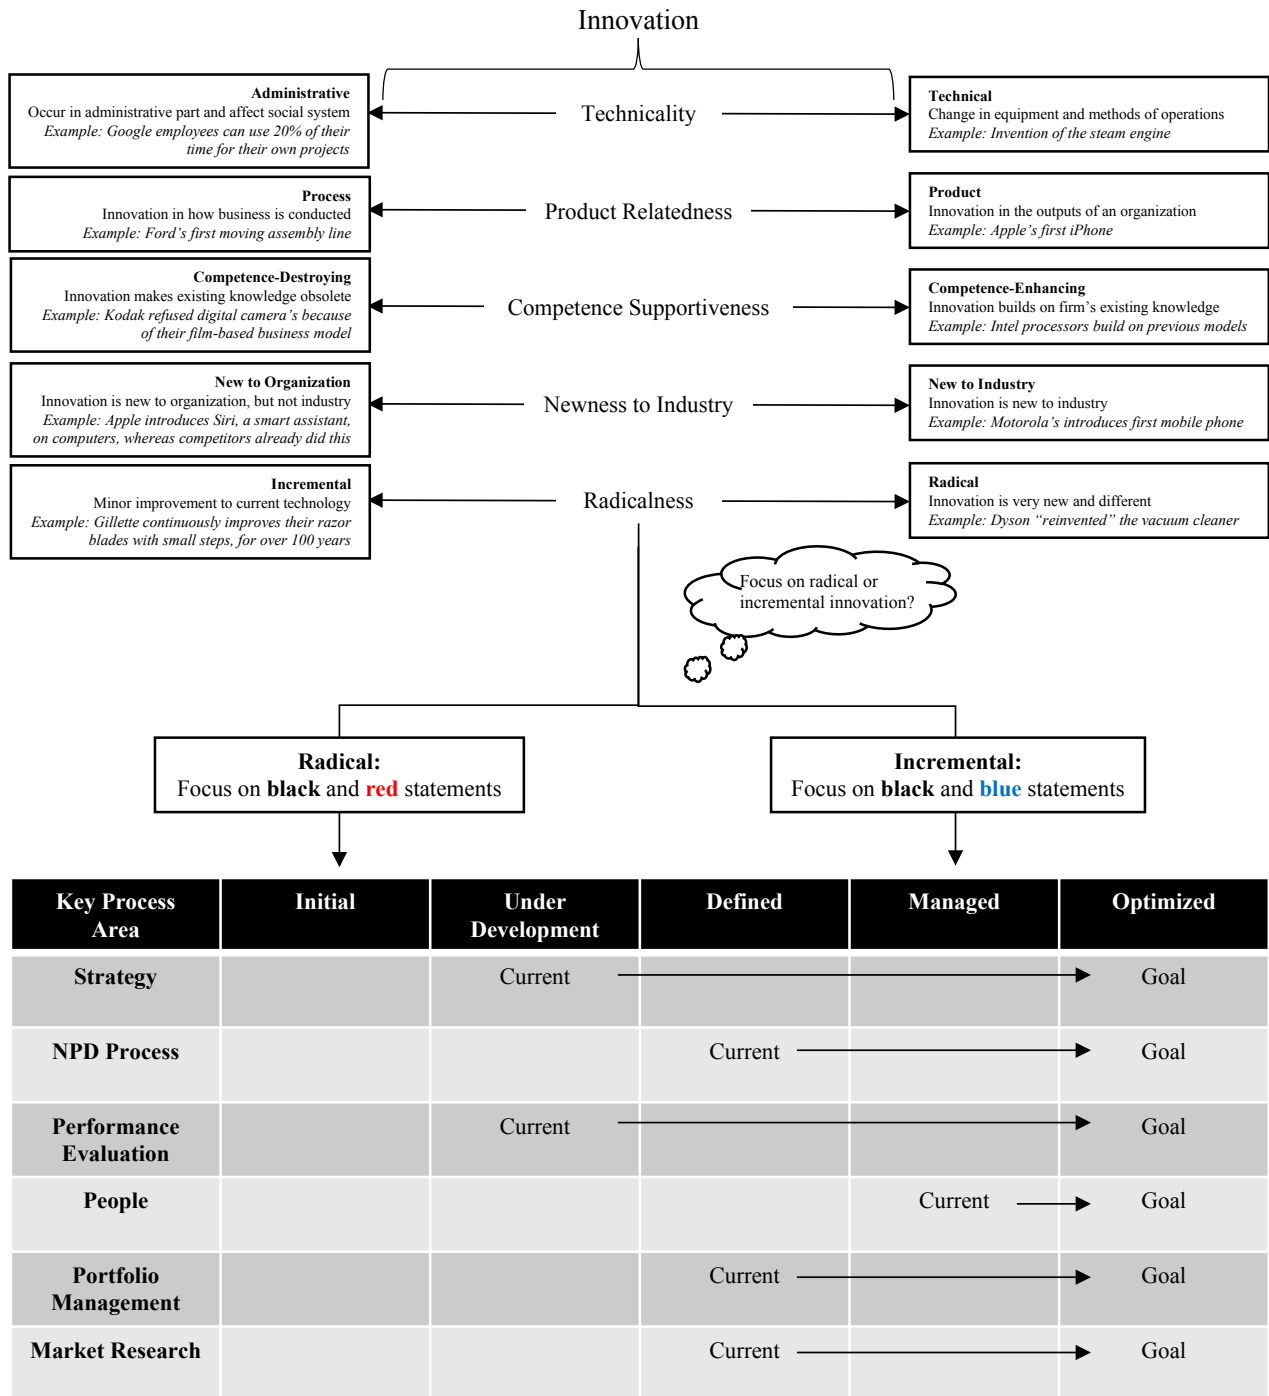 Innovation
Administrative
Occur in administrative part and affect social system
Example: Google employees can use 20% of their
time for their own projects
Technicality
Technical
Change in equipment and methods of operations
Example: Invention of the steam engine
Process
Innovation in how business is conducted
Example: Ford's first moving assembly line
Product Relatedness
Product
Innovation in the outputs of an organization
Example: Apple's first iPhone
Competence-Destroying
Innovation makes existing knowledge obsolete
Example: Kodak refused digital camera's because
of their film-based business model
Competence Supportiveness
Competence-Enhancing
Innovation builds on firm's existing knowledge
Example: Intel processors build on previous models
New to Organization
Innovation is new to organization, but not industry
Example: Apple introduces Siri, a smart assistant,
on computers, whereas competitors already did this
Newness to Industry
New to Industry
Innovation is new to industry
Example: Motorola's introduces first mobile phone
Incremental
Minor improvement to current technology
Example: Gillette continuously improves their razor
blades with small steps, for over 100 years
Radicalness
Radical
Innovation is very new and different
Example: Dyson “reinvented” the vacuum cleaner
Focus on radical or
incremental innovation?
Radical:
Focus on black and red statements
Incremental:
Focus on black and blue statements
Key Process
Area
Initial
Under
Development
Defined
Managed
Optimized
Strategy
Current
Goal
NPD Process
Current
Goal
Performance
Evaluation
Current
Goal
People
Current
Goal
Portfolio
Management
Current
Goal
Market Research
Current
Goal